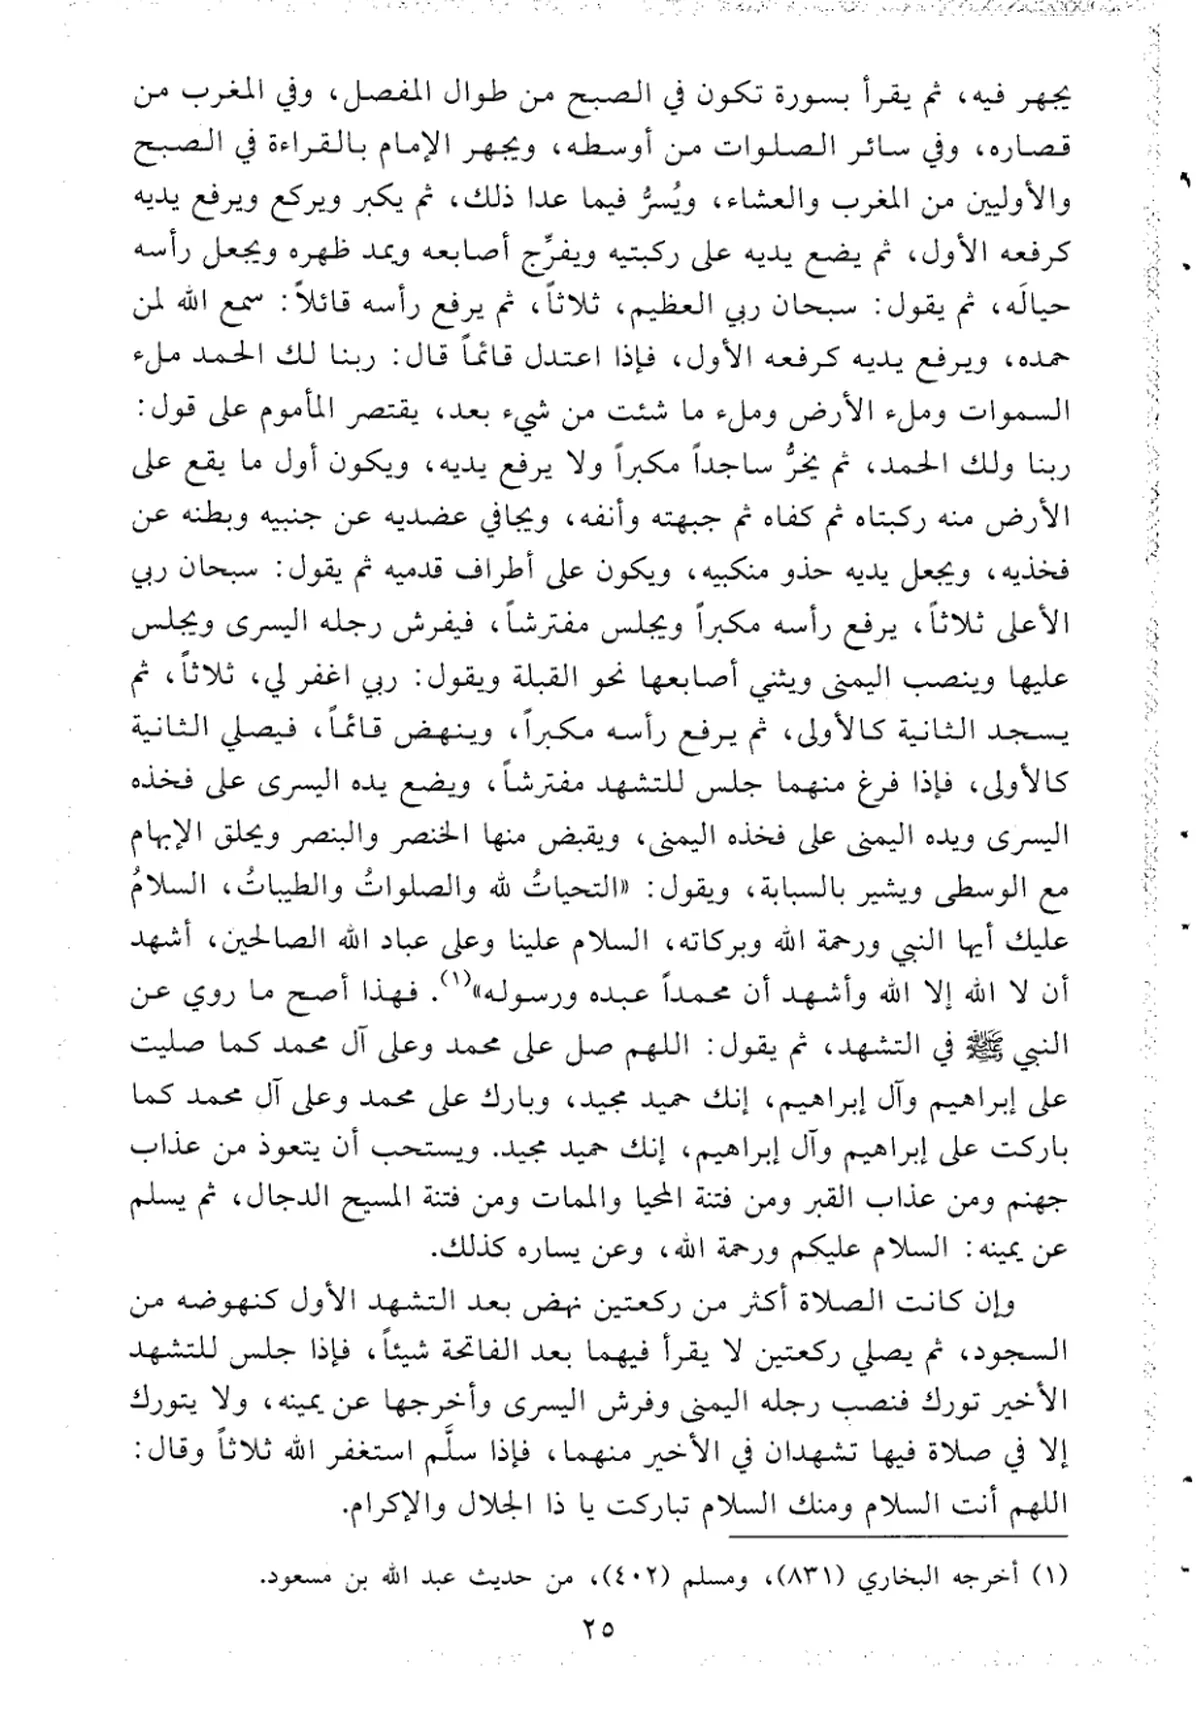 يجهر فيه، ثم يقرأ بسورة تكون في الصبح من طوال المفصل، وفي المغرب من
قصاره، وفي سائر الصلوات من أوسطه، ويجهر الإمام بالقراءة في الصبح
والأوليين من المغرب والعشاء، ويُسرُّ فيما عدا ذلك، ثم يكبر ويركع ويرفع يديه
كرفعه الأول، ثم يضع يديه على ركبتيه ويفرِّج أصابعه ويمد ظهره ويجعل رأسه
حيالَه، ثم يقول: سبحان ربي العظيم، ثلاثاً، ثم يرفع رأسه قائلاً: سمع الله لمن
حمده، ويرفع يديه كرفعه الأول، فإذا اعتدل قائماً قال: ربنا لك الحمد ملء
السموات وملء الأرض وملء ما شئت من شيء بعد، يقتصر المأموم على قول:
ربنا ولك الحمد، ثم يخرُّ ساجداً مكبراً ولا يرفع يديه، ويكون أول ما يقع على
الأرض منه ركبتاه ثم كفاه ثم جبهته وأنفه، ويجافي عضديه عن جنبيه وبطنه عن
فخذيه، ويجعل يديه حذو منكبيه، ويكون على أطراف قدميه ثم يقول: سبحان ربي
الأعلى ثلاثاً، يرفع رأسه مكبراً ويجلس مفترشاً، فيفرش رجله اليسرى ويجلس
عليها وينصب اليمنى ويثني أصابعها نحو القبلة ويقول: ربي اغفر لي، ثلاثاً، ثم
يسجد الثانية كالأولى، ثم يرفع رأسه مكبراً، وينهض قائماً، فيصلي الثانية
كالأولى، فإذا فرغ منهما جلس للتشهد مفترشاً، ويضع يده اليسرى على فخذه
اليسرى ويده اليمنى على فخذه اليمنى، ويقبض منها الخنصر والبنصر ويحلق الإبهام
مع الوسطى ويشير بالسبابة، ويقول: «التحياتُ لله والصلواتُ والطيباتُ، السلامُ
عليك أيها النبي ورحمة الله وبركاته، السلام علينا وعلى عباد الله الصالحين، أشهد
أن لا الله إلا الله وأشهد أن محمداً عبده ورسوله»(١). فهذا أصح ما روي عن
النبي ﷺ في التشهد، ثم يقول: اللهم صل على محمد وعلى آل محمد كما صليت
على إبراهيم وآل إبراهيم، إنك حميد مجيد، وبارك على محمد وعلى آل محمد كما
باركت على إبراهيم وآل إبراهيم، إنك حميد مجيد. ويستحب أن يتعوذ من عذاب
جهنم ومن عذاب القبر ومن فتنة المحيا والممات ومن فتنة المسيح الدجال، ثم يسلم
عن يمينه: السلام عليكم ورحمة الله، وعن يساره كذلك.
وإن كانت الصلاة أكثر من ركعتين نهض بعد التشهد الأول كنهوضه من
السجود، ثم يصلي ركعتين لا يقرأ فيهما بعد الفاتحة شيئاً، فإذا جلس للتشهد
الأخير تورك فنصب رجله اليمنى وفرش اليسرى وأخرجها عن يمينه، ولا يتورك
إلا في صلاة فيها تشهدان في الأخير منهما، فإذا سلَّم استغفر الله ثلاثاً وقال:
اللهم أنت السلام ومنك السلام تباركت يا ذا الجلال والإكرام.
(١) أخرجه البخاري (٨٣١)، ومسلم (٤٠٢)، من حديث عبد الله بن مسعود.
٢٥